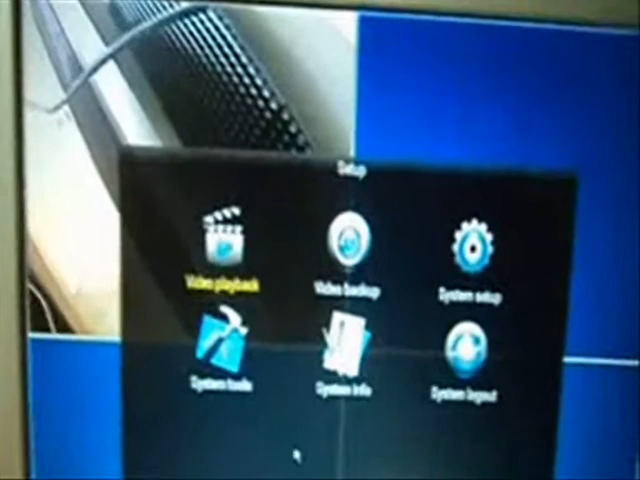 Setup
Video playback
Video backup
System setup
System tools
System info
System logout